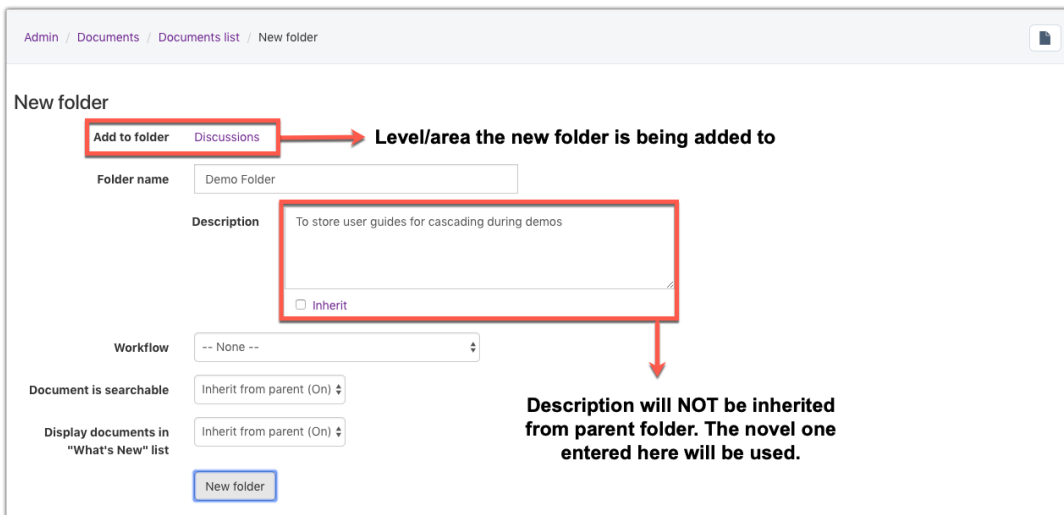 Admin / Documents / Documents list / New folder
New folder
Add to folder Discussions
Level/area the new folder is being added to
Folder name Demo Folder
Description To store user guides for cascading during demos
Inherit
Workflow -- None --
Document is searchable Inherit from parent (On)
Display documents in Inherit from parent (On)
"What's New" list
Description will NOT be inherited
from parent folder. The novel one
entered here will be used.
New folder